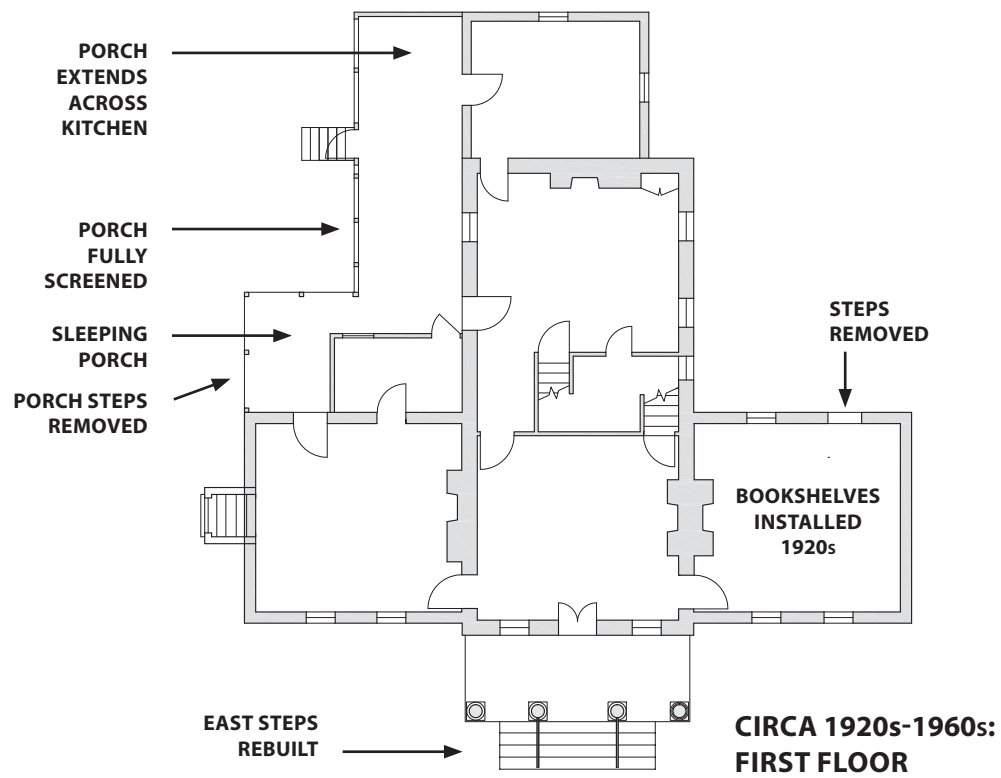 PORCH
EXTENDS
ACROSS
KITCHEN
PORCH
FULLY
SCREENED
SLEEPING
PORCH
PORCH STEPS
REMOVED
STEPS
REMOVED
BOOKSHELVES
INSTALLED
1920s
EAST STEPS
REBUILT
CIRCA 1920s-1960s:
FIRST FLOOR